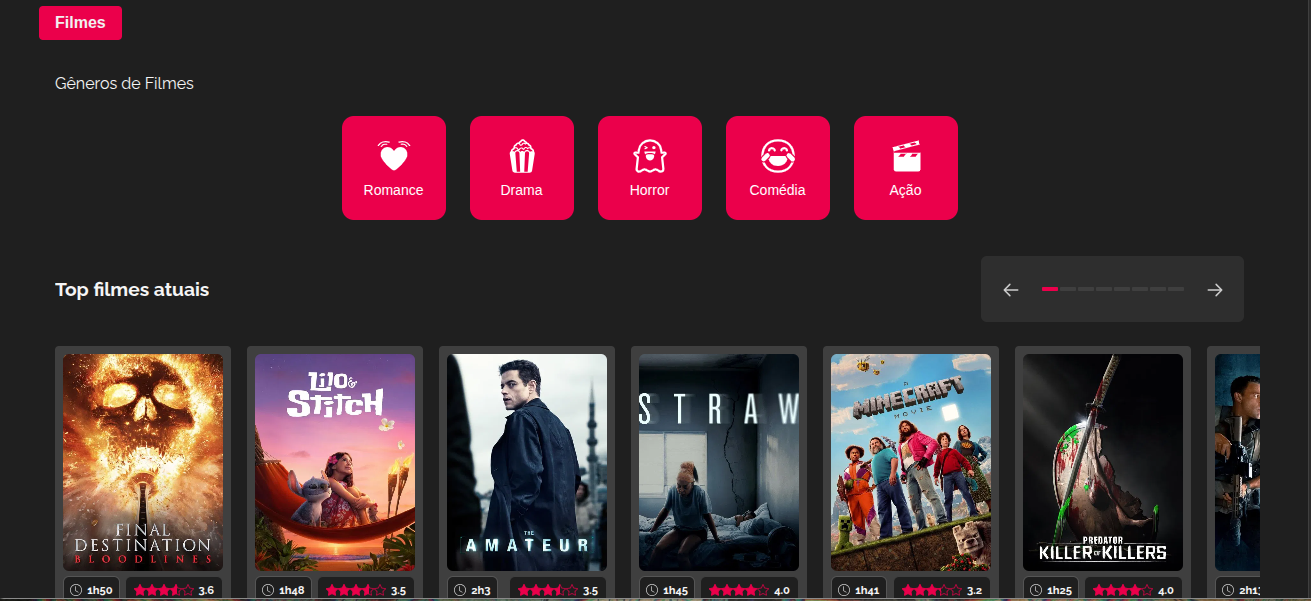 Filmes
Gêneros de Filmes
Romance
Drama
Horror
Comédia
Ação
Top filmes atuais
FINAL
DESTINATION
BLOODLINES
1h50
3.6
Lilo &
Stitch
1h48
3.5
THE
AMATEUR
2h3
3.5
STRAW
1h45
4.0
A
MINECRAFT
MOVIE
1h41
3.2
PREDATOR
KILLER OF KILLERS
1h25
4.0